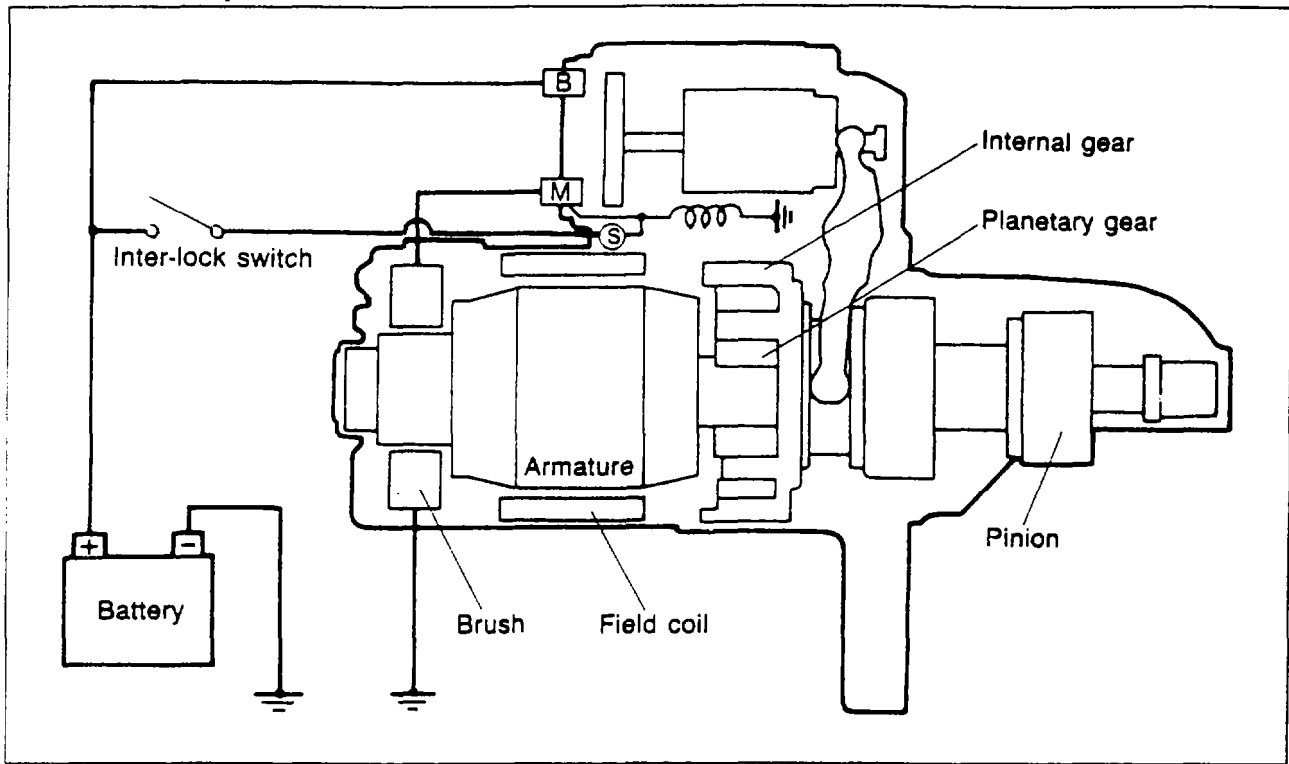 B
Internal gear
M
Planetary gear
S
Inter-lock switch
Armature
Pinion
+ −
Battery
Brush
Field coil